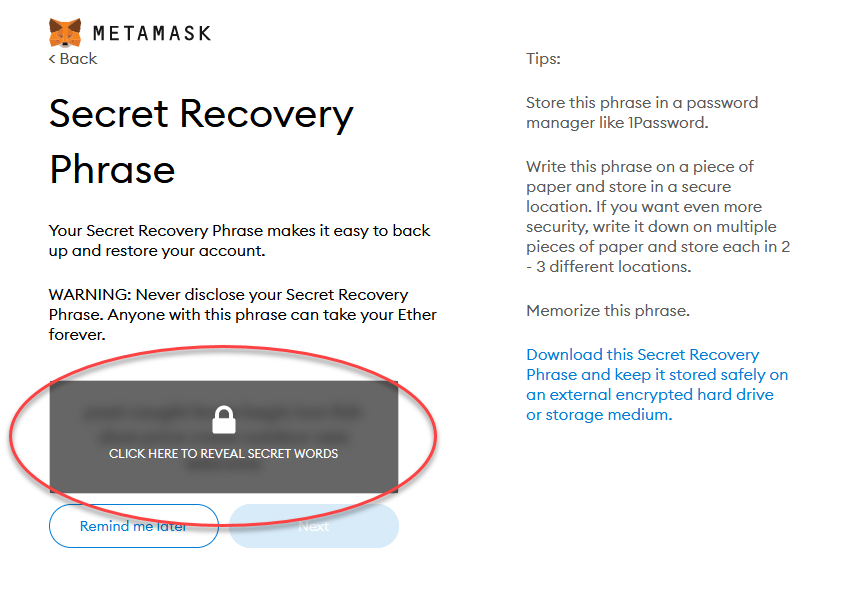 METAMASK
< Back
Secret Recovery
Phrase
Your Secret Recovery Phrase makes it easy to back
up and restore your account.
WARNING: Never disclose your Secret Recovery
Phrase. Anyone with this phrase can take your Ether
forever.
CLICK HERE TO REVEAL SECRET WORDS
Remind me later
Next
Tips:
Store this phrase in a password
manager like 1Password.
Write this phrase on a piece of
paper and store in a secure
location. If you want even more
security, write it down on multiple
pieces of paper and store each in 2
- 3 different locations.
Memorize this phrase.
Download this Secret Recovery
Phrase and keep it stored safely on
an external encrypted hard drive
or storage medium.